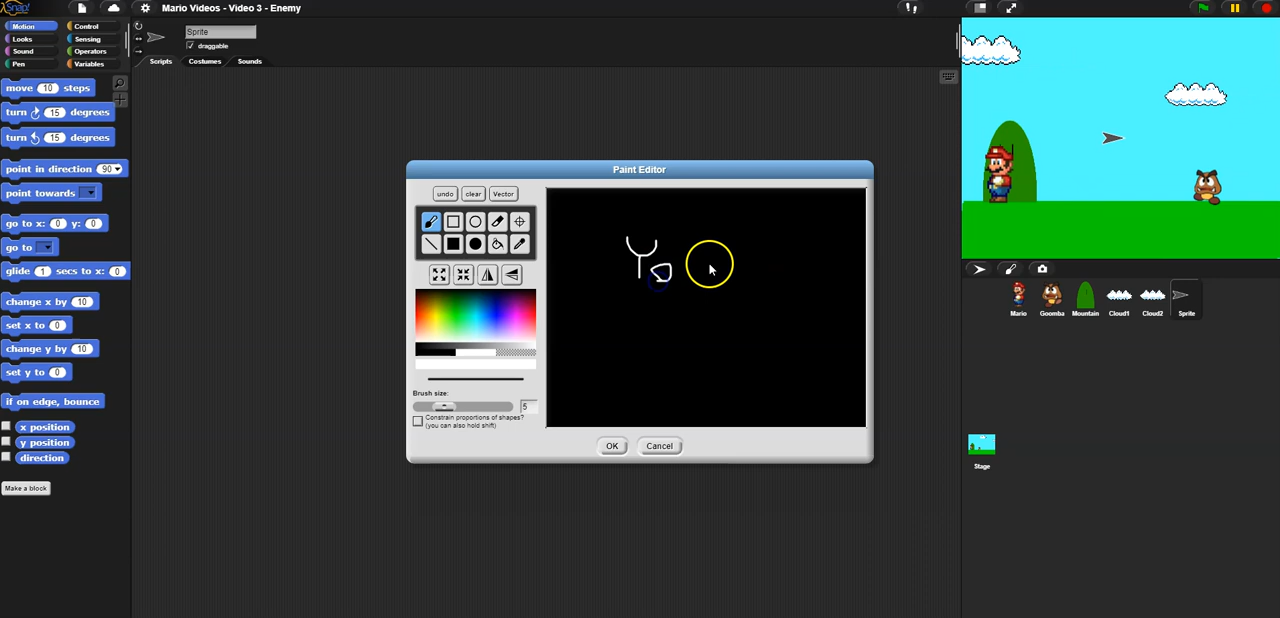 Snap!
Mario Videos - Video 3 - Enemy
Motion
Control
Looks
Sensing
Sound
Operators
Pen
Variables
Sprite
draggable
Scripts
Costumes
Sounds
move 10 steps
turn 15 degrees
turn 15 degrees
point in direction 90
point towards
go to x: 0 y: 0
go to
glide 1 secs to x: 0
change x by 10
set x to 0
change y by 10
set y to 0
if on edge, bounce
x position
y position
direction
Make a block
Paint Editor
undo
clear
Vector
Brush size:
5
Constrain proportions of shapes?
(you can also hold shift)
OK
Cancel
Mario
Goomba
Mountain
Cloud1
Cloud2
Sprite
Stage